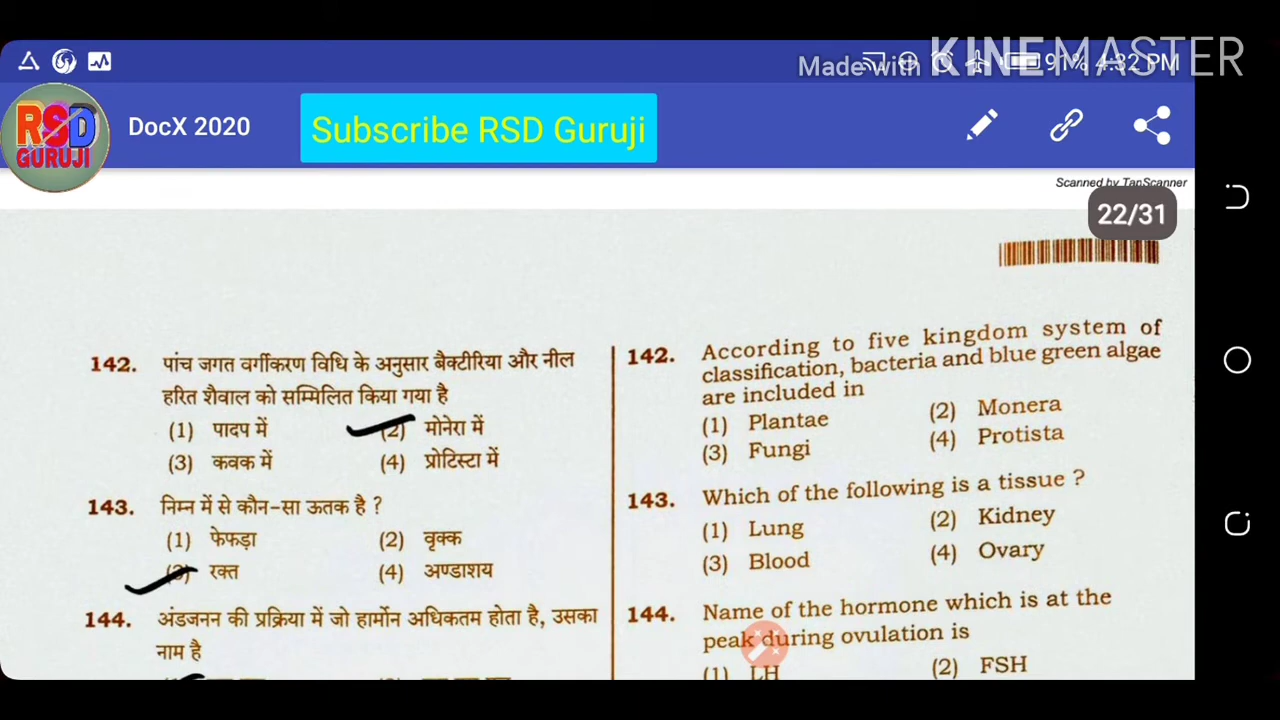 Made with KINEMASTER
91% 4:32 PM
RSD
GURUJI
DocX 2020
Subscribe RSD Guruji
Scanned by TapScanner
22/31
142. पांच जगत वर्गीकरण विधि के अनुसार बैक्टीरिया और नील
हरित शैवाल को सम्मिलित किया गया है
(1) पादप में (2) मोनेरा में
(3) कवक में (4) प्रोटिस्टा में
143. निम्न में से कौन-सा ऊतक है ?
(1) फेफड़ा (2) वृक्क
(3) रक्त (4) अण्डाशय
144. अंडजनन की प्रक्रिया में जो हार्मोन अधिकतम होता है, उसका
नाम है
142. According to five kingdom system of
classification, bacteria and blue green algae
are included in
(1) Plantae (2) Monera
(3) Fungi (4) Protista
143. Which of the following is a tissue ?
(1) Lung (2) Kidney
(3) Blood (4) Ovary
144. Name of the hormone which is at the
peak during ovulation is
(1) LH (2) FSH